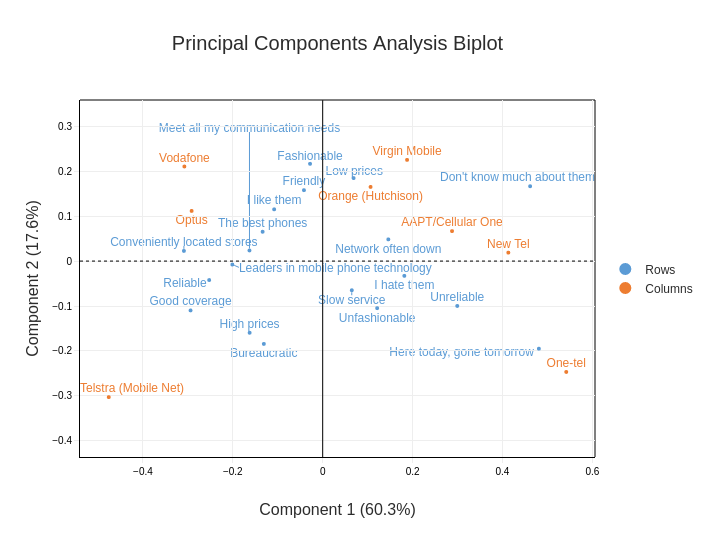 Principal Components Analysis Biplot
Component 2 (17.6%)
0.3
0.2
0.1
0
−0.1
−0.2
−0.3
−0.4
Meet all my communication needs
Vodafone
Fashionable
Virgin Mobile
Low prices
Don't know much about them
Friendly
Orange (Hutchison)
I like them
Optus
The best phones
AAPT/Cellular One
Conveniently located stores
Network often down
New Tel
Leaders in mobile phone technology
Reliable
I hate them
Good coverage
Slow service
Unreliable
High prices
Unfashionable
Bureaucratic
Here today, gone tomorrow
One-tel
Telstra (Mobile Net)
−0.4
−0.2
0
0.2
0.4
0.6
Component 1 (60.3%)
Rows
Columns